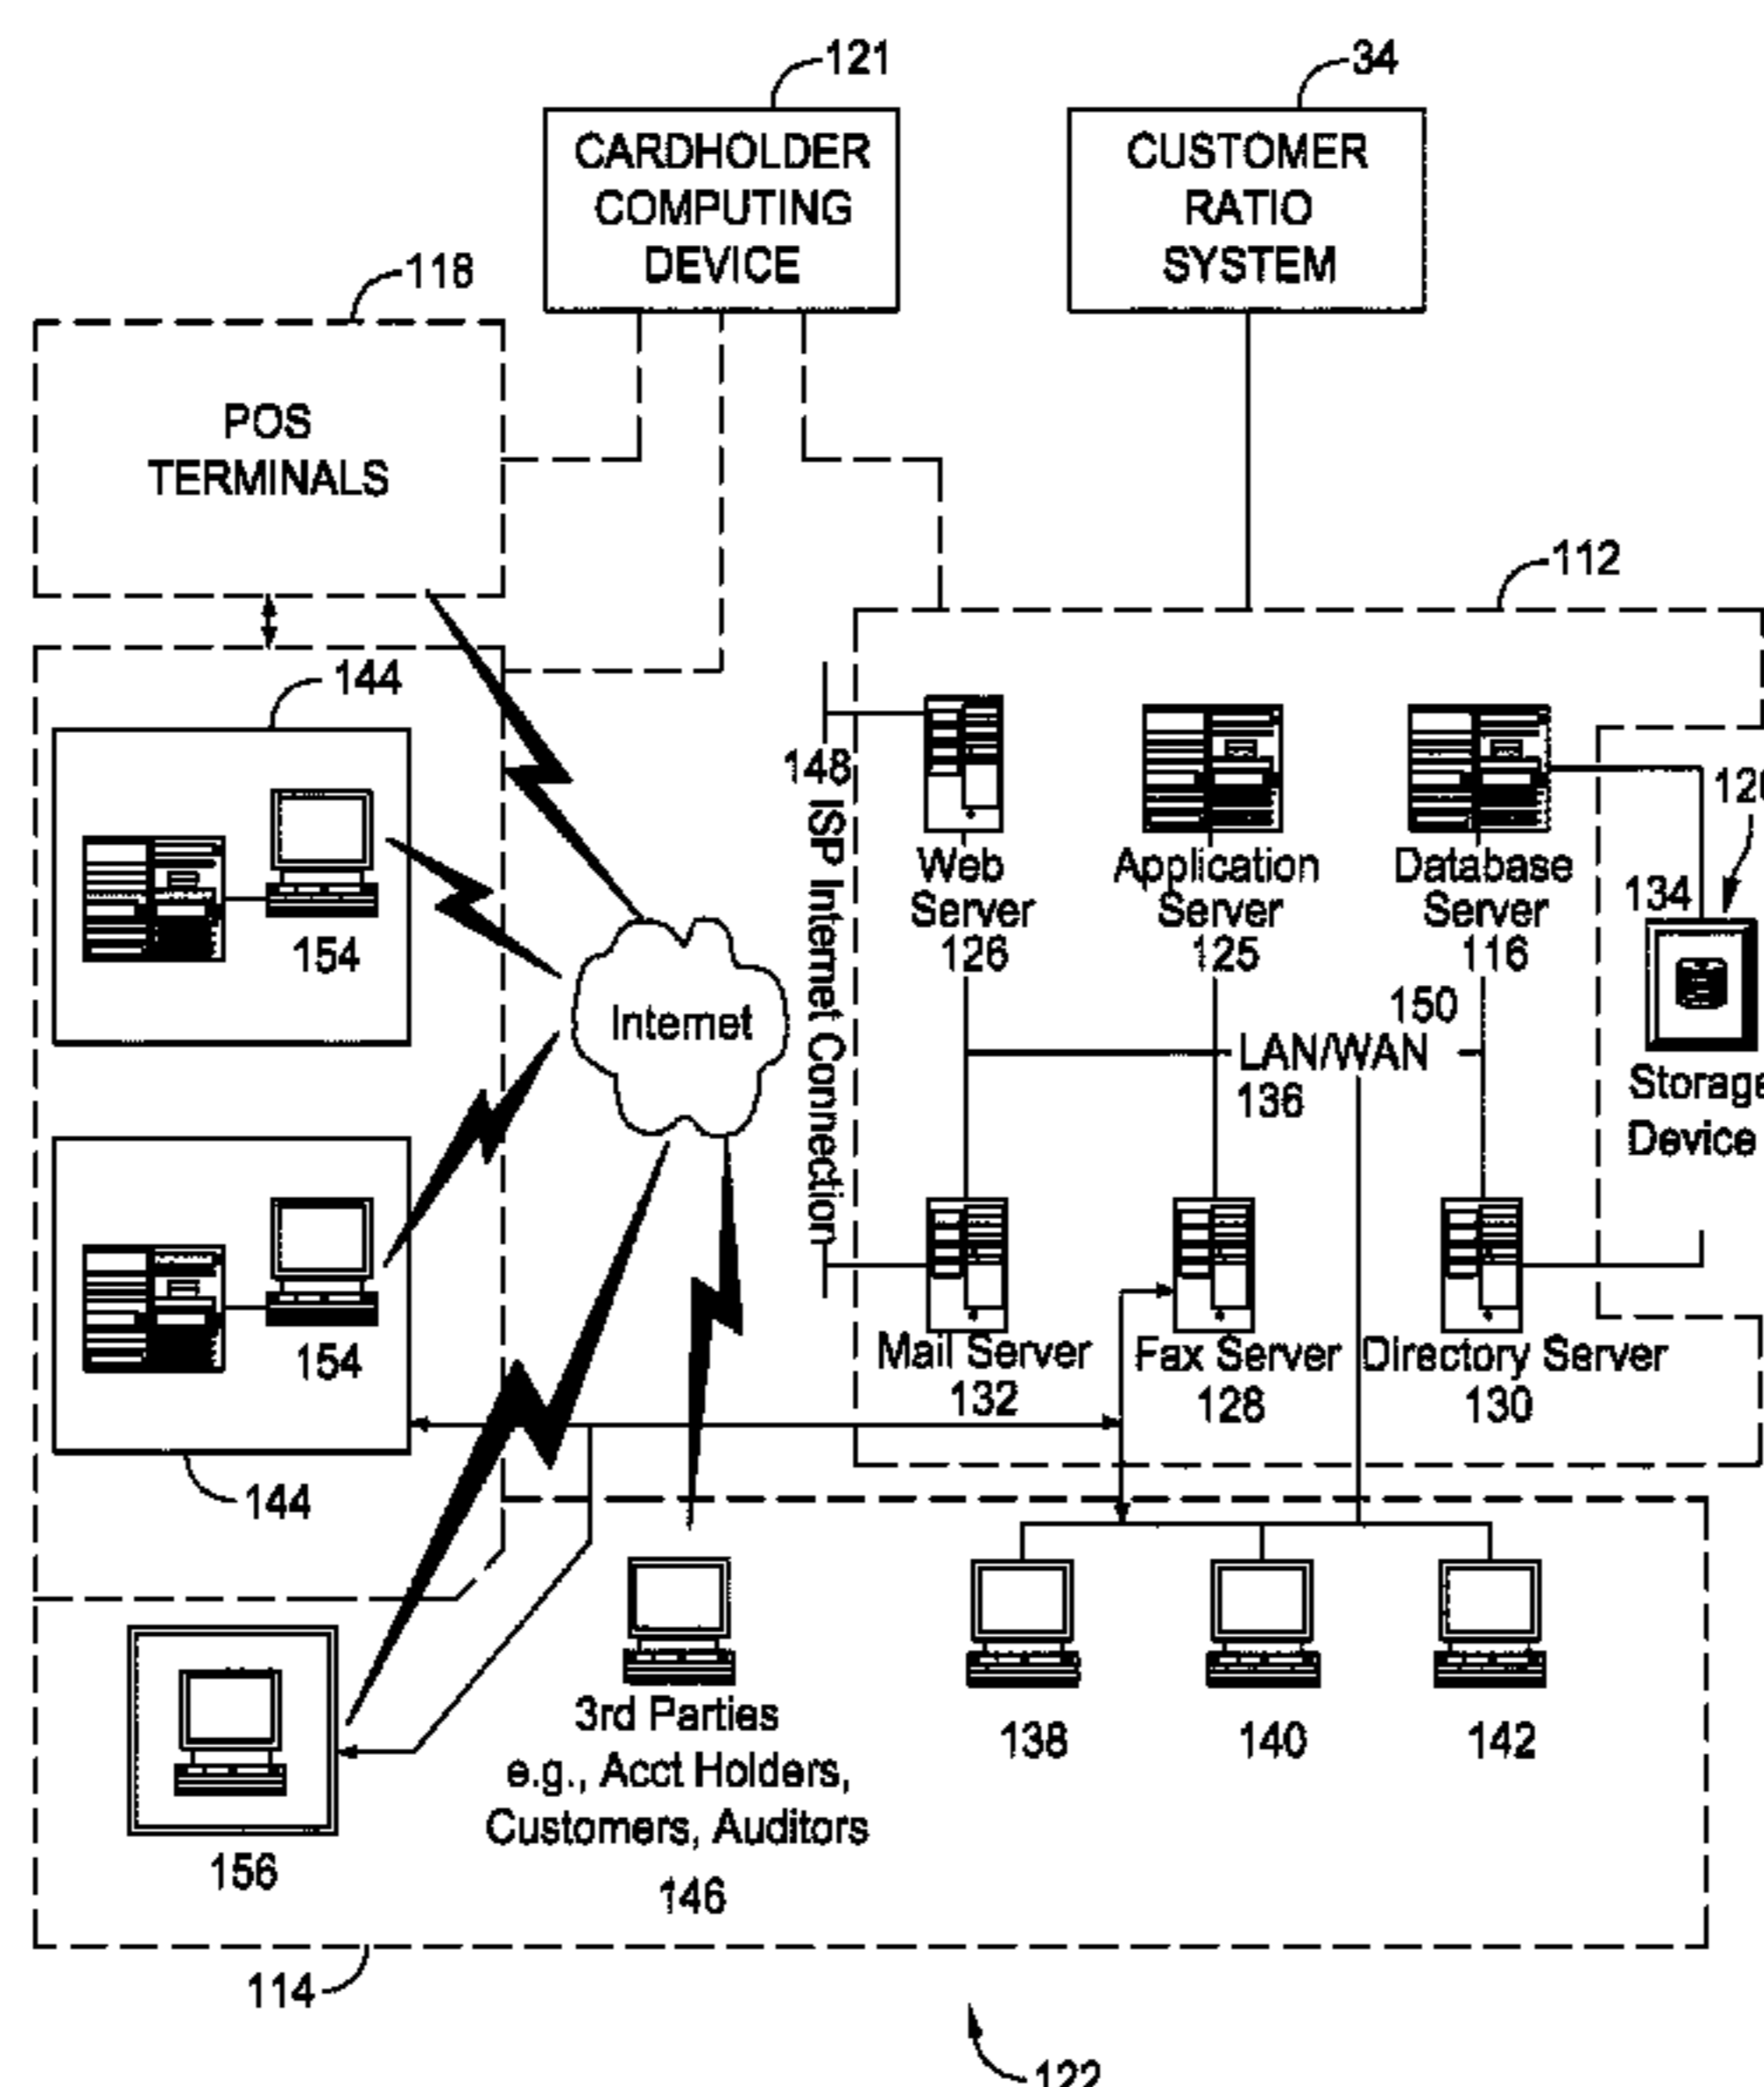 121
34
CARDHOLDER
COMPUTING
DEVICE
CUSTOMER
RATIO
SYSTEM
118
POS
TERMINALS
112
144
148 ISP Internet Connection
154
Web
Server
126
Application
Server
125
Database
Server
116
134
Storage
Device
Internet
150
LAN/WAN
136
154
144
Mail Server
132
Fax Server
128
Directory Server
130
156
3rd Parties
e.g., Acct Holders,
Customers, Auditors
146
138
140
142
114
122